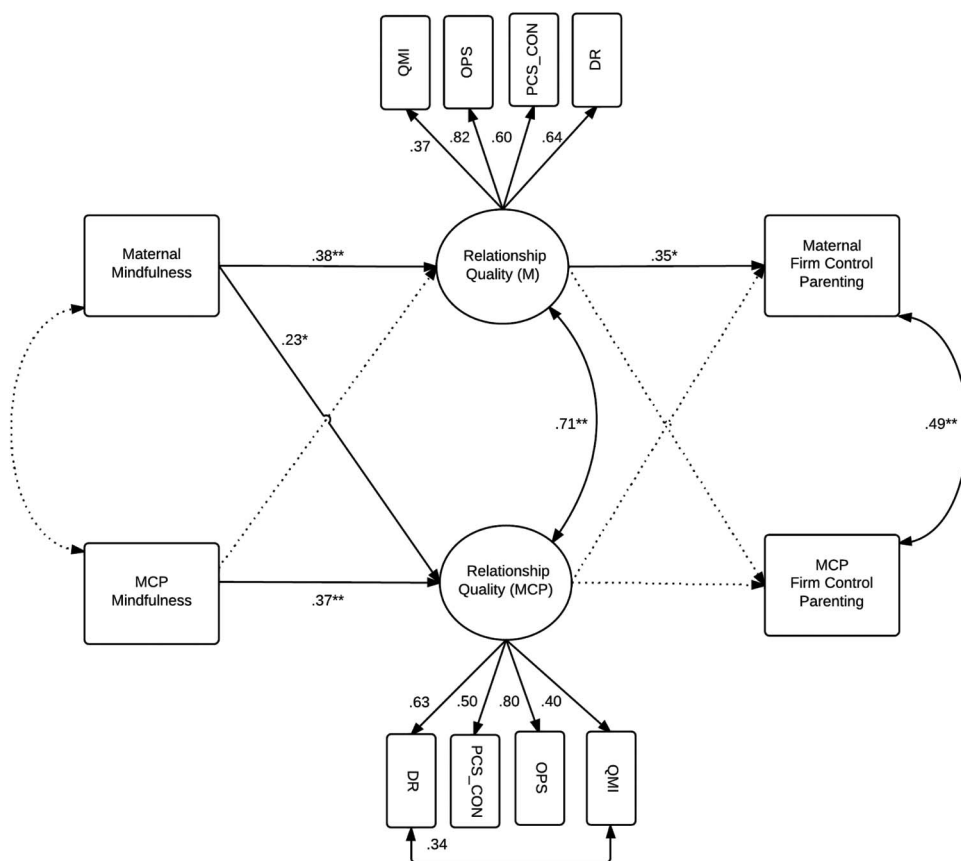 QMI
OPS
PCS_CON
DR
.37
.82
.60
.64
Maternal
Mindfulness
.38**
Relationship
Quality (M)
.35*
Maternal
Firm Control
Parenting
.23*
.71**
.49**
MCP
Mindfulness
.37**
Relationship
Quality (MCP)
MCP
Firm Control
Parenting
.63
.50
.80
.40
DR
PCS_CON
OPS
QMI
.34